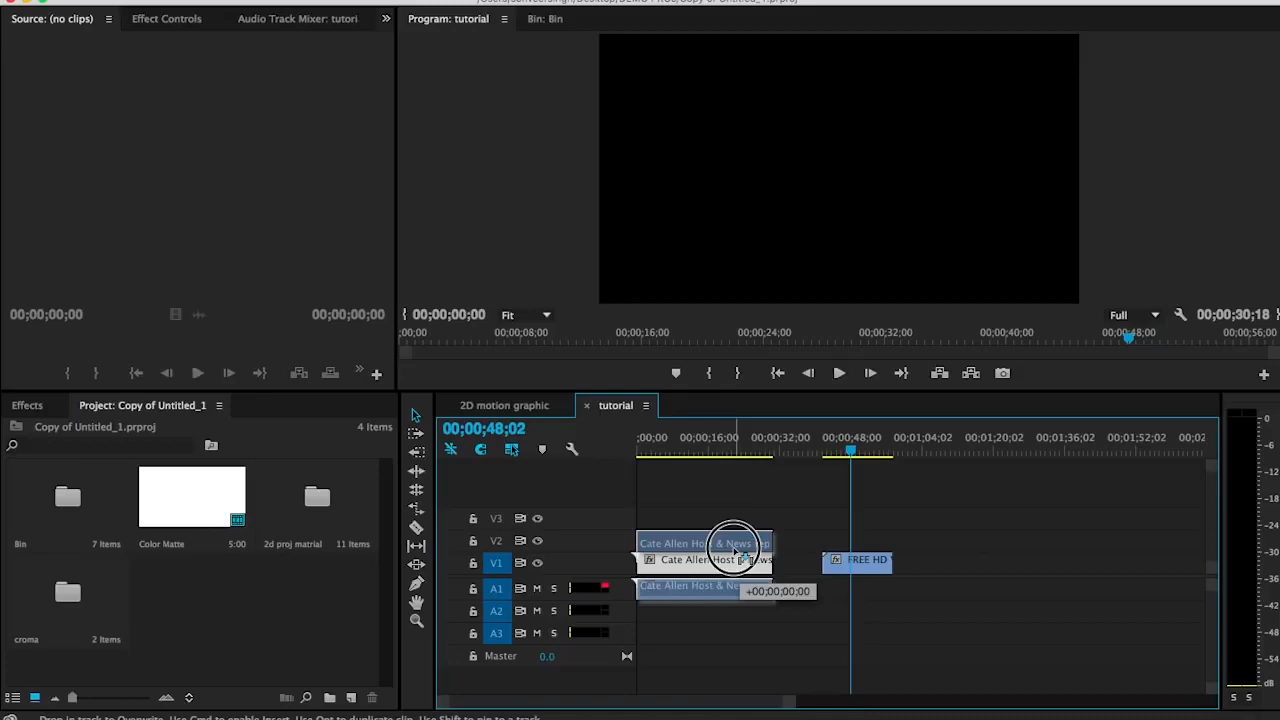 Source: (no clips)
Effect Controls
Audio Track Mixer: tutori
Program: tutorial
Bin: Bin
00;00;00;00
00;00;00;00
00;00;00;00
Fit
Full
00;00;30;18
;00;00
00;00;08;00
00;00;16;00
00;00;24;00
00;00;32;00
00;00;40;00
00;00;48;00
00;00;56;00
Effects
Project: Copy of Untitled_1
Copy of Untitled_1.prproj
4 Items
Bin
7 Items
Color Matte
5:00
2d proj matrial
11 Items
croma
2 Items
2D motion graphic
tutorial
00;00;48;02
;00;00
00;00;16;00
00;00;32;00
00;00;48;00
00;01;04;02
00;01;20;02
00;01;36;02
00;01;52;02
00;02
V3
V2
Cate Allen Host & News
V1
fx
Cate Allen Host
fx
FREE HD
A1
M
S
Cate Allen Host & Ne
+00;00;00;00
A2
M
S
A3
M
S
Master
0.0
0
-12
-24
-36
-48
dB
S
S
Drop in track to Overwrite. Use Cmd to enable Insert. Use Opt to duplicate clip. Use Shift to pin to a track.